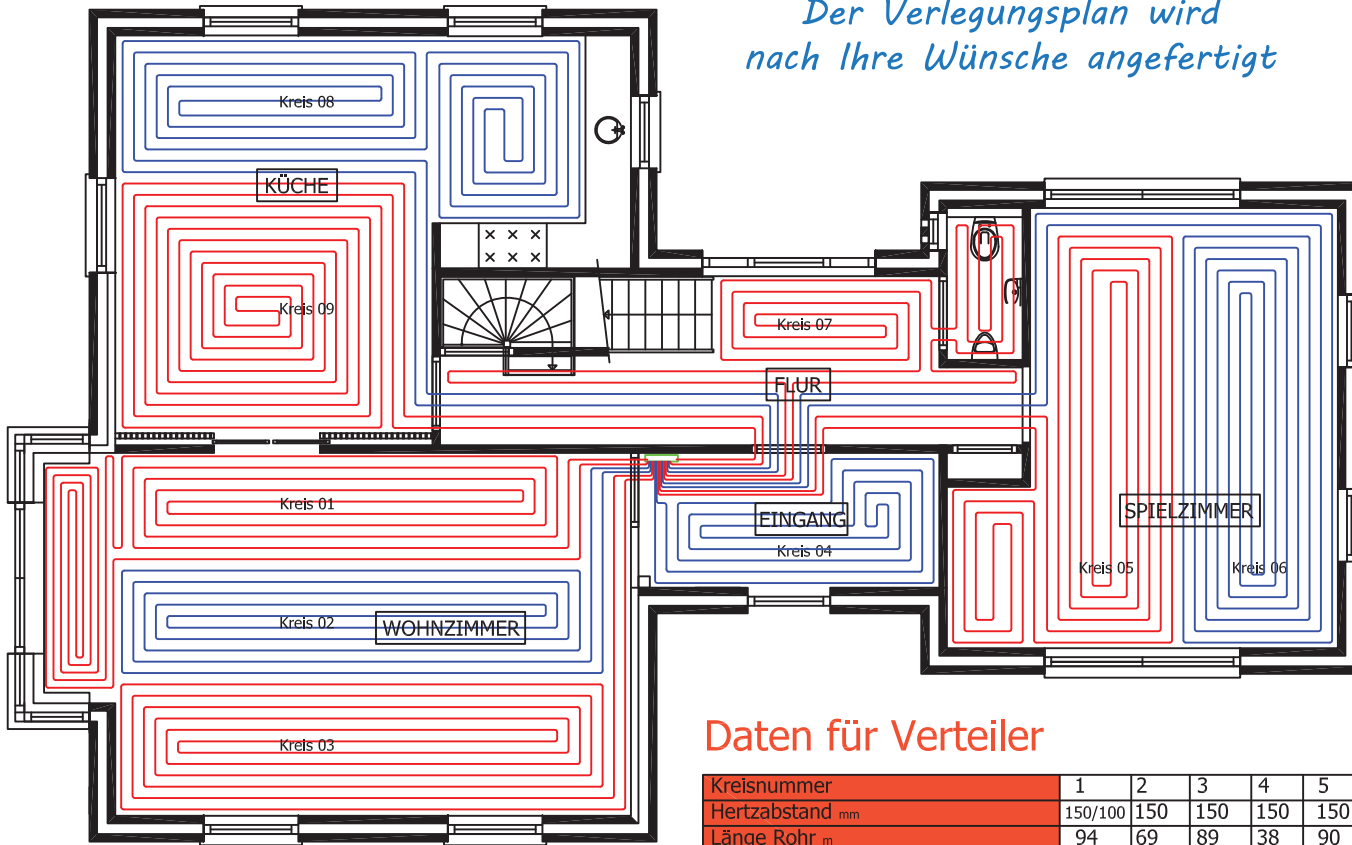 Der Verlegungsplan wird
nach Ihre Wünsche angefertigt
Kreis 08
KÜCHE
Kreis 09
Kreis 07
FLUR
Kreis 01
EINGANG
SPIELZIMMER
Kreis 04
Kreis 05
Kreis 06
Kreis 02
WOHNZIMMER
Kreis 03
Daten für Verteiler
Kreisnummer 1 2 3 4 5
Hertzabstand mm 150/100 150 150 150 150
Länge Rohr m 94 69 89 38 90